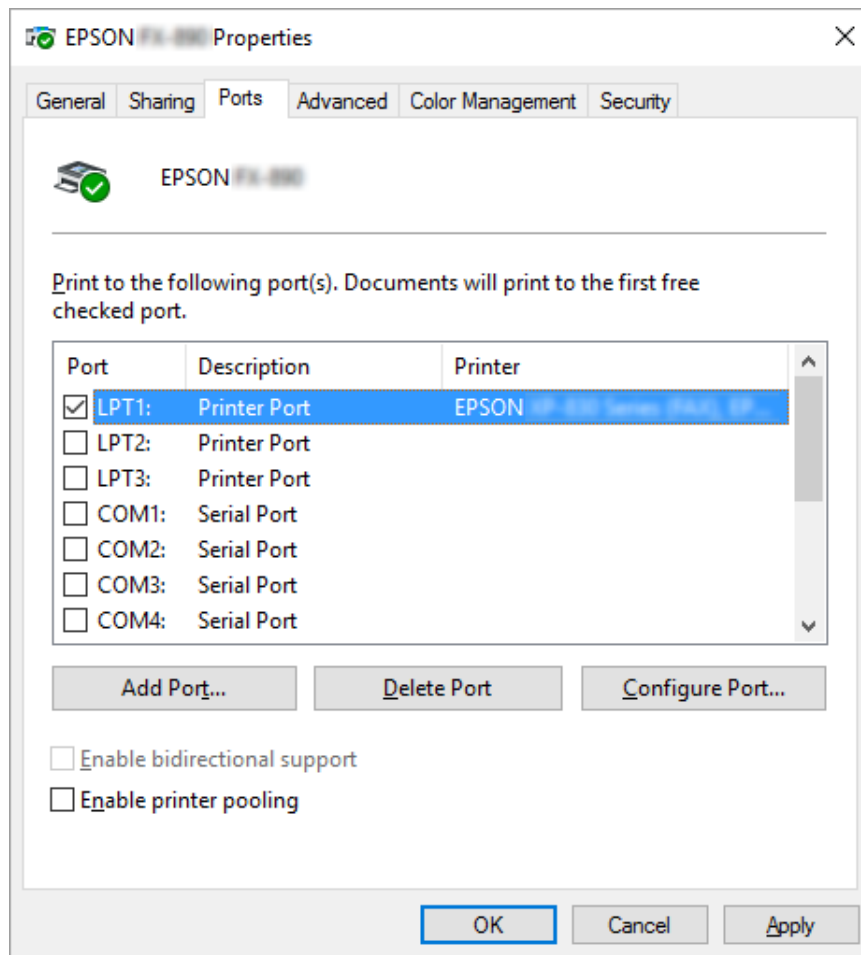 EPSON Properties
General Sharing Ports Advanced Color Management Security
EPSON
Print to the following port(s). Documents will print to the first free
checked port.
Port Description Printer
LPT1: Printer Port EPSON
LPT2: Printer Port
LPT3: Printer Port
COM1: Serial Port
COM2: Serial Port
COM3: Serial Port
COM4: Serial Port
Add Port... Delete Port Configure Port...
Enable bidirectional support
Enable printer pooling
OK Cancel Apply